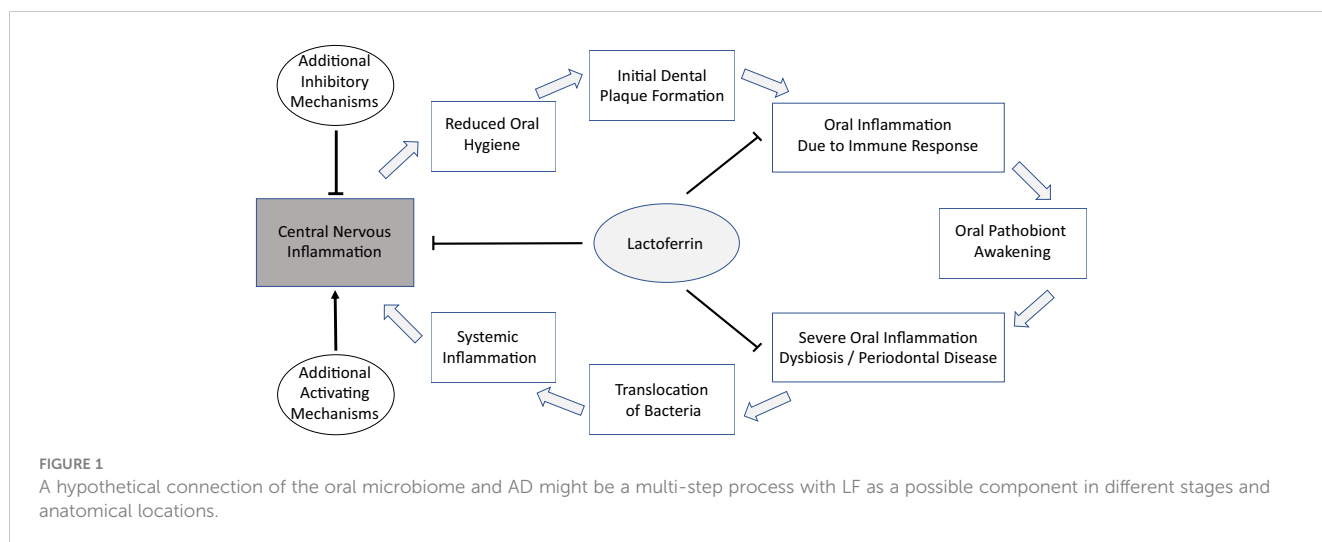 Additional
Inhibitory
Mechanisms
Reduced Oral
Hygiene
Initial Dental
Plaque Formation
Oral Inflammation
Due to Immune Response
Oral Pathobiont
Awakening
Severe Oral Inflammation
Dysbiosis / Periodontal Disease
Translocation
of Bacteria
Systemic
Inflammation
Central Nervous
Inflammation
Lactoferrin
Additional
Activating
Mechanisms
FIGURE 1
A hypothetical connection of the oral microbiome and AD might be a multi-step process with LF as a possible component in different stages and
anatomical locations.